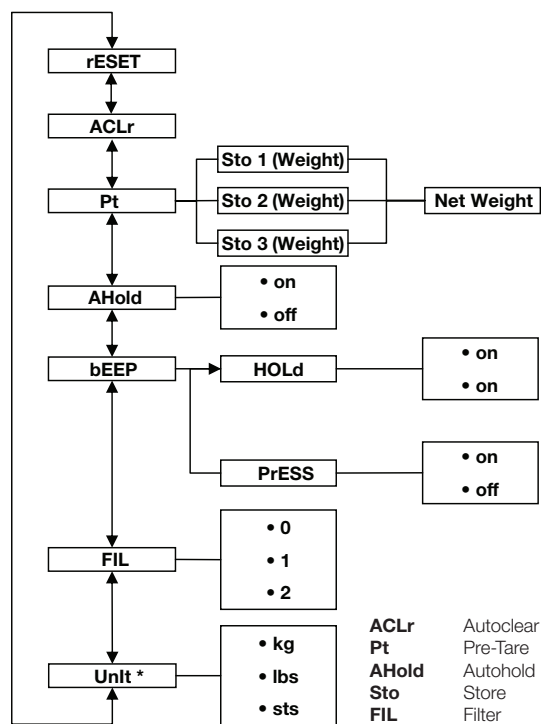 rESET
ACLr
Sto 1 (Weight)
Pt
Sto 2 (Weight)
Net Weight
Sto 3 (Weight)
AHold
• on
• off
bEEP
HOLd
• on
• on
PrESS
• on
• off
FIL
• 0
• 1
• 2
UnIt *
• kg
• lbs
• sts
ACLr Autoclear
Pt Pre-Tare
AHold Autohold
Sto Store
FIL Filter